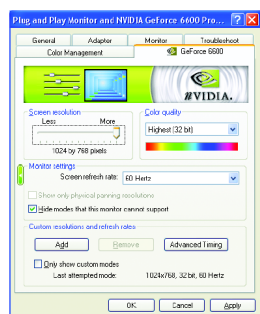 Plug and Play Monitor and NVIDIA GeForce 6600 Pro...
General Adapter Monitor Troubleshoot
Color Management GeForce 6600
NVIDIA.
Screen resolution
Less More
1024 by 768 pixels
Color quality
Highest (32 bit)
Monitor settings
Screen refresh rate: 60 Hertz
Show only physical panning resolutions
Hide modes that this monitor cannot support
Custom resolutions and refresh rates
Add Remove Advanced Timing
Only show custom modes
Last attempted mode: 1024x768, 32 bit, 60 Hertz
OK Cancel Apply